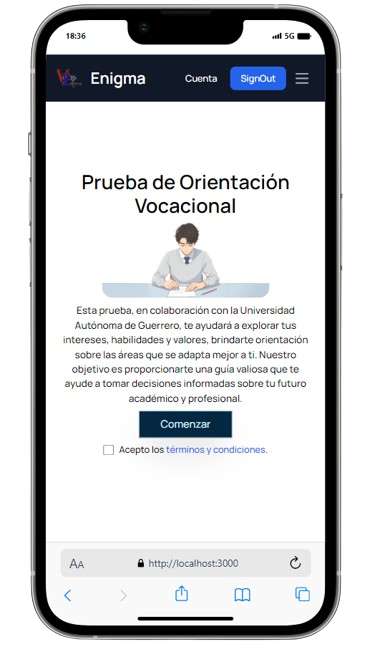 18:36
5G
Enigma
Cuenta
SignOut
Prueba de Orientación
Vocacional
Esta prueba, en colaboración con la Universidad
Autónoma de Guerrero, te ayudará a explorar tus
intereses, habilidades y valores, brindarte orientación
sobre las áreas que se adapta mejor a ti. Nuestro
objetivo es proporcionarte una guía valiosa que te
ayude a tomar decisiones informadas sobre tu futuro
académico y profesional.
Comenzar
Acepto los términos y condiciones.
AA
http://localhost:3000